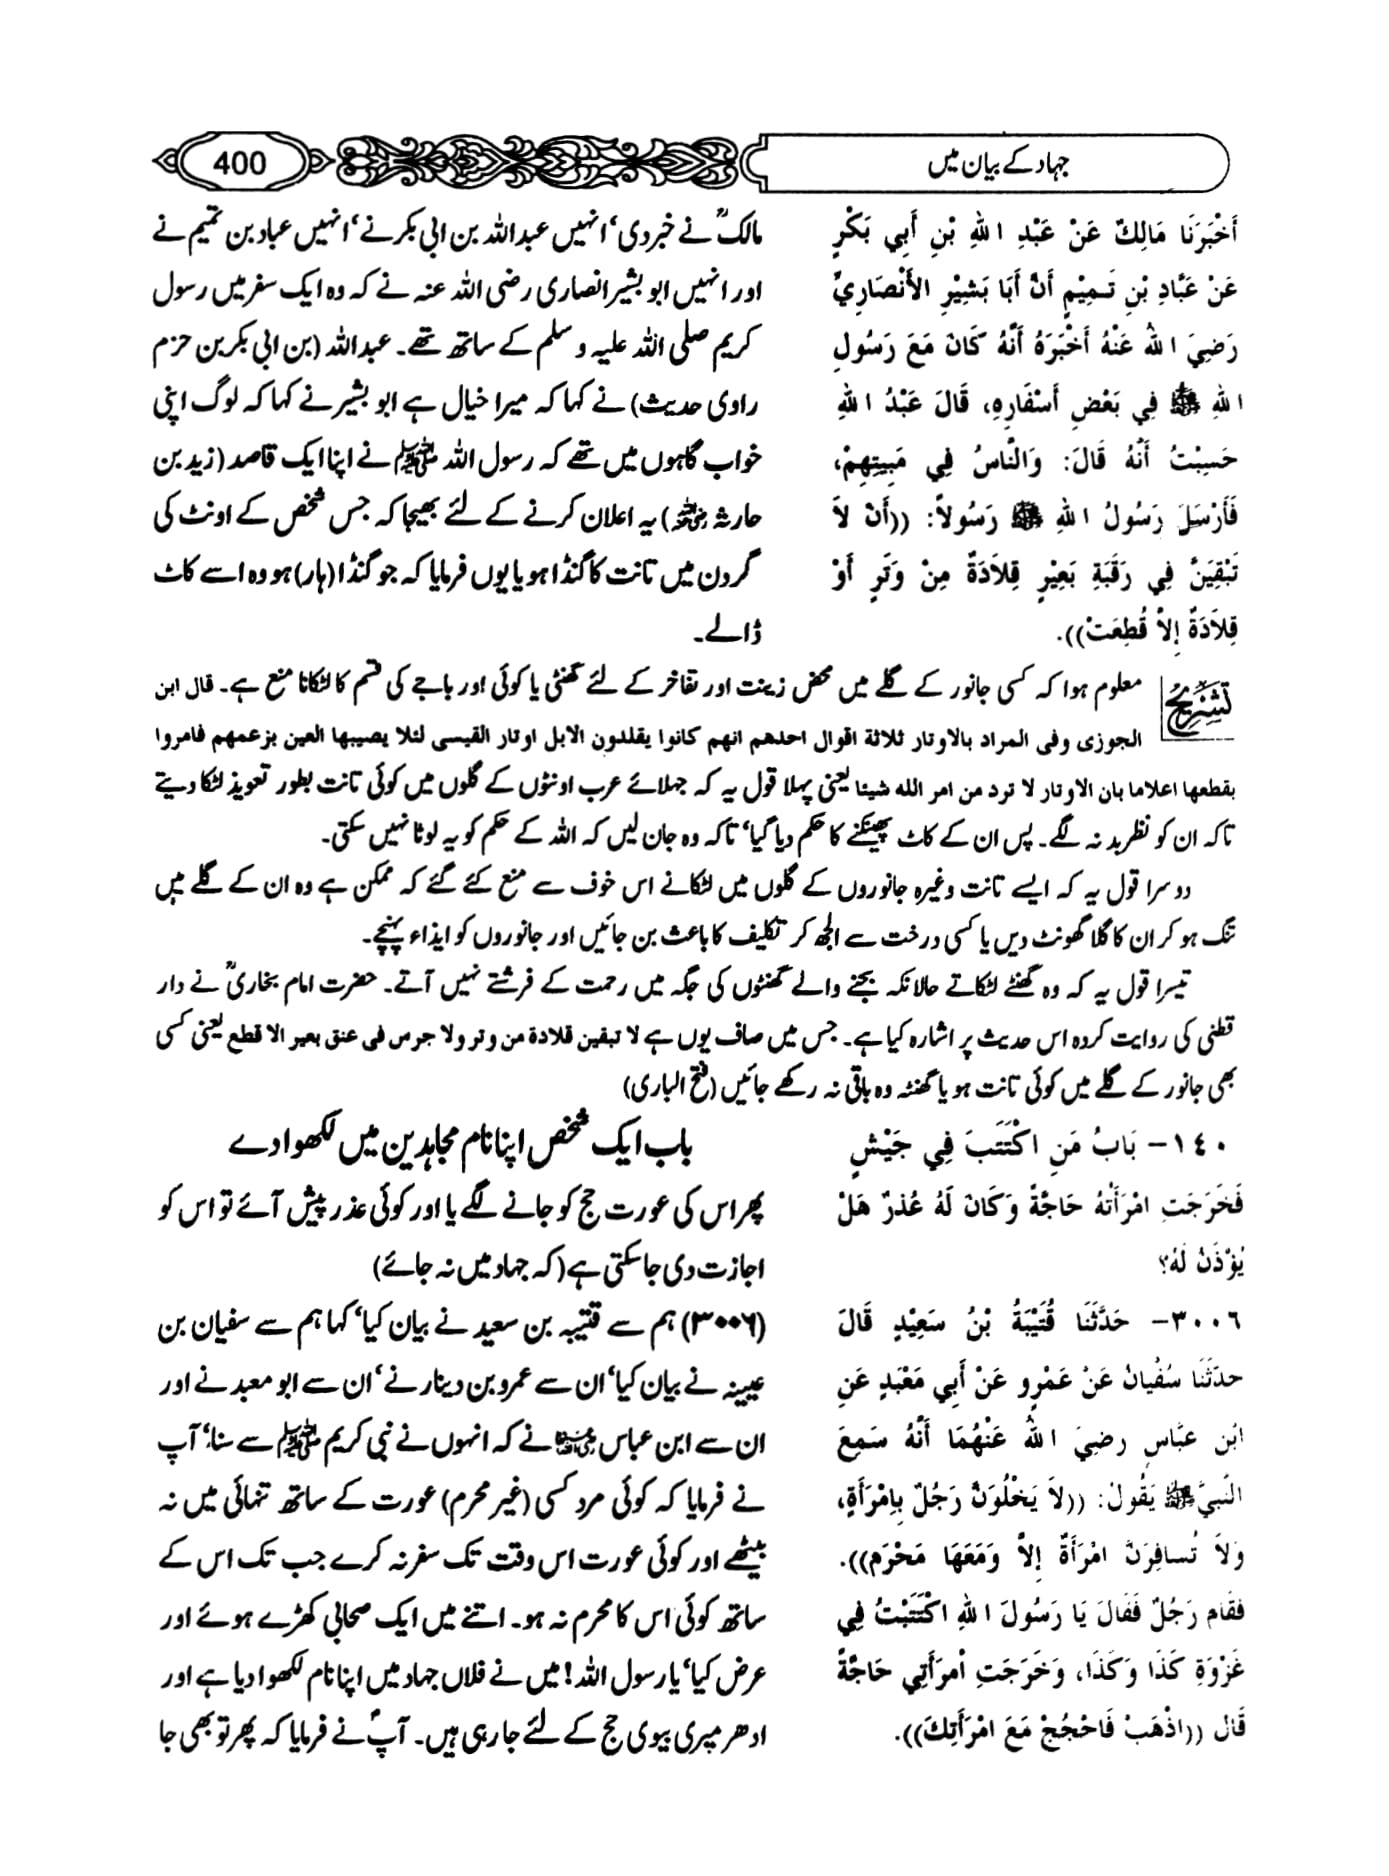 جہاد کے بیان میں
400
أَخْبَرَنَا مَالِكٌ عَنْ عَبْدِ اللهِ بْنِ أَبِي بَكْرٍ
عَنْ عَبَّادِ بْنِ تَمِيْمٍ أَنَّ أَبَا بَشِيْرٍ الأَنْصَارِيَّ
رَضِيَ اللهُ عَنْهُ أَخْبَرَهُ أَنَّهُ كَانَ مَعَ رَسُولِ
اللهِ ﷺ فِي بَعْضِ أَسْفَارِهِ، قَالَ عَبْدُ اللهِ
حَسِبْتُ أَنَّهُ قَالَ: وَالنَّاسُ فِي مَبِيتِهِمْ،
فَأَرْسَلَ رَسُولُ اللهِ ﷺ رَسُولاً: ((أَنْ لاَ
تَبْقِيَنَّ فِي رَقَبَةِ بَعِيْرٍ قِلاَدَةٌ مِنْ وَتَرٍ أَوْ
قِلاَدَةٌ إِلاَّ قُطِعَتْ)).
مالکؒ نے خبر دی‘ انہیں عبداللہ بن ابی بکر نے‘ انہیں عباد بن تمیم نے
اور انہیں ابو بشیر انصاری رضی اللہ عنہ نے کہ وہ ایک سفر میں رسول
کریم صلی اللہ علیہ و سلم کے ساتھ تھے۔ عبداللہ (بن ابی بکر بن حزم
راوی حدیث) نے کہا کہ میرا خیال ہے ابو بشیر نے کہا کہ لوگ اپنی
خواب گاہوں میں تھے کہ رسول اللہ ﷺ نے اپنا ایک قاصد (زید بن
حارثہ رضی اللہ عنہ) یہ اعلان کرنے کے لئے بھیجا کہ جس شخص کے اونٹ کی
گردن میں تانت کا گنڈا ہو یا یوں فرمایا کہ جو گنڈا (ہار) ہو وہ اسے کاٹ
ڈالے۔
تشریح
معلوم ہوا کہ کسی جانور کے گلے میں محض زینت اور تفاخر کے لئے گھنٹی یا کوئی اور باجے کی قسم کا لٹکانا منع ہے۔ قال ابن
الجوزی وفی المراد بالاوتار ثلاثة اقوال احدهم انهم كانوا يقلدون الابل اوتار القیسی لئلا یصیبها العین بزعمهم فامروا
بقطعها اعلاما بان الاوتار لا ترد من امر الله شیئا یعنی پہلا قول یہ کہ جہلائے عرب اونٹوں کے گلوں میں کوئی تانت بطور تعویذ لٹکا دیتے
تاکہ ان کو نظر بد نہ لگے۔ پس ان کے کاٹ پھینکنے کا حکم دیا گیا‘ تاکہ وہ جان لیں کہ اللہ کے حکم کو یہ لوٹا نہیں سکتی۔
دوسرا قول یہ کہ ایسے تانت وغیرہ جانوروں کے گلوں میں لٹکانے اس خوف سے منع کئے گئے کہ ممکن ہے وہ ان کے گلے میں
تنگ ہو کر ان کا گلا گھونٹ دیں یا کسی درخت سے الجھ کر تکلیف کا باعث بن جائیں اور جانوروں کو ایذاء پہنچے۔
تیسرا قول یہ کہ وہ گھنٹے لٹکاتے حالانکہ بجنے والے گھنٹوں کی جگہ میں رحمت کے فرشتے نہیں آتے۔ حضرت امام بخاریؒ نے دار
قطنی کی روایت کردہ اس حدیث پر اشارہ کیا ہے۔ جس میں صاف یوں ہے لا تبقین قلادة من وتر ولا جرس فی عنق بعیر الا قطع یعنی کسی
بھی جانور کے گلے میں کوئی تانت ہو یا گھنٹہ وہ باقی نہ رکھے جائیں (فتح الباری)
١٤٠ – بَابُ مَنِ اكْتَتَبَ فِي جَيْشٍ
فَخَرَجَتِ امْرَأَتُهُ حَاجَّةً وَكَانَ لَهُ عُذْرٌ هَلْ
يُؤْذَنُ لَهُ؟
باب ایک شخص اپنا نام مجاہدین میں لکھوا دے
پھر اس کی عورت حج کو جانے لگے یا اور کوئی عذر پیش آئے تو اس کو
اجازت دی جا سکتی ہے (کہ جہاد میں نہ جائے)
٣٠٠٦– حَدَّثَنَا قُتَيْبَةُ بْنُ سَعِيْدٍ قَالَ
حدَثَنَا سُفْيانُ عَنْ عَمْرٍو عَنْ أَبِي مَعْبَدٍ عَنِ
ابْنِ عبَّاسٍ رضِيَ اللهُ عَنْهُمَا أَنَّهُ سَمِعَ
النَّبِيَّ ﷺ يَقُولُ: ((لاَ يَخْلُوَنَّ رَجُلٌ بِامْرَأَةٍ،
وَلاَ تُسافِرَنَّ امْرَأَةٌ إِلاَّ وَمَعَهَا مَحْرَم)).
فقَام رَجُلٌ فَقَالَ يَا رَسُولَ اللهِ اكْتُتِبْتُ فِي
غَزْوَةِ كَذَا وَكَذَا، وَخَرَجَتِ امْرَأَتِي حَاجَّةً
قَال ((اذْهَبْ فَاحْجُجْ مَعَ امْرَأَتِكَ)).
(۳۰۰۶) ہم سے قتیبہ بن سعید نے بیان کیا‘ کہا ہم سے سفیان بن
عیینہ نے بیان کیا‘ ان سے عمرو بن دینار نے‘ ان سے ابو معبد نے اور
ان سے ابن عباس رضی اللہ عنہما نے کہ انہوں نے نبی کریم ﷺ سے سنا‘ آپ
نے فرمایا کہ کوئی مرد کسی (غیر محرم) عورت کے ساتھ تنہائی میں نہ
بیٹھے اور کوئی عورت اس وقت تک سفر نہ کرے جب تک اس کے
ساتھ کوئی اس کا محرم نہ ہو۔ اتنے میں ایک صحابی کھڑے ہوئے اور
عرض کیا‘ یا رسول اللہ! میں نے فلاں جہاد میں اپنا نام لکھوا دیا ہے اور
ادھر میری بیوی حج کے لئے جا رہی ہیں۔ آپؐ نے فرمایا کہ پھر تو بھی جا